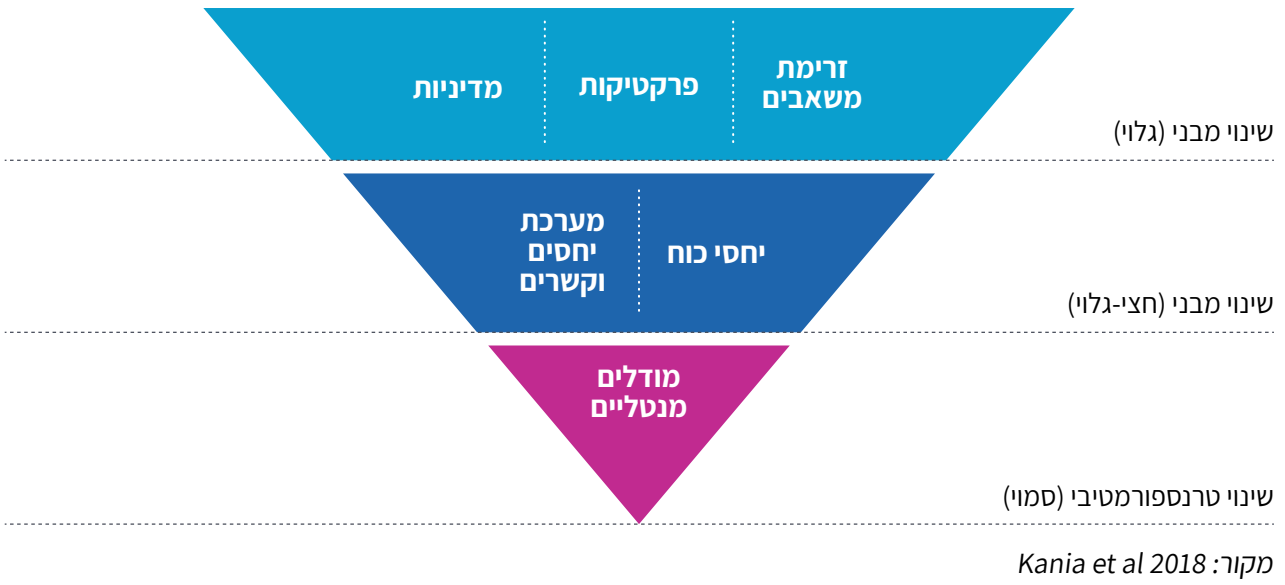 זרימת
משאבים
פרקטיקות
מדיניות
שינוי מבני (גלוי)
יחסי כוח
מערכת
יחסים
וקשרים
שינוי מבני (חצי-גלוי)
מודלים
מנטליים
שינוי טרנספורמטיבי (סמוי)
מקור: Kania et al 2018